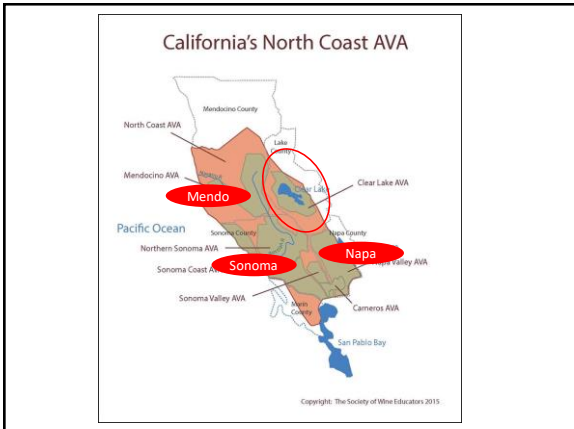 California's North Coast AVA
Mendocino County
North Coast AVA
Lake
County
Mendocino AVA
Clear Lake
Clear Lake AVA
Mendo
Pacific Ocean
Sonoma County
Napa County
Northern Sonoma AVA
Napa
Sonoma
Sonoma Coast
Valley AVA
Sonoma Valley AVA
Carneros AVA
Marin
County
San Pablo Bay
Copyright: The Society of Wine Educators 2015